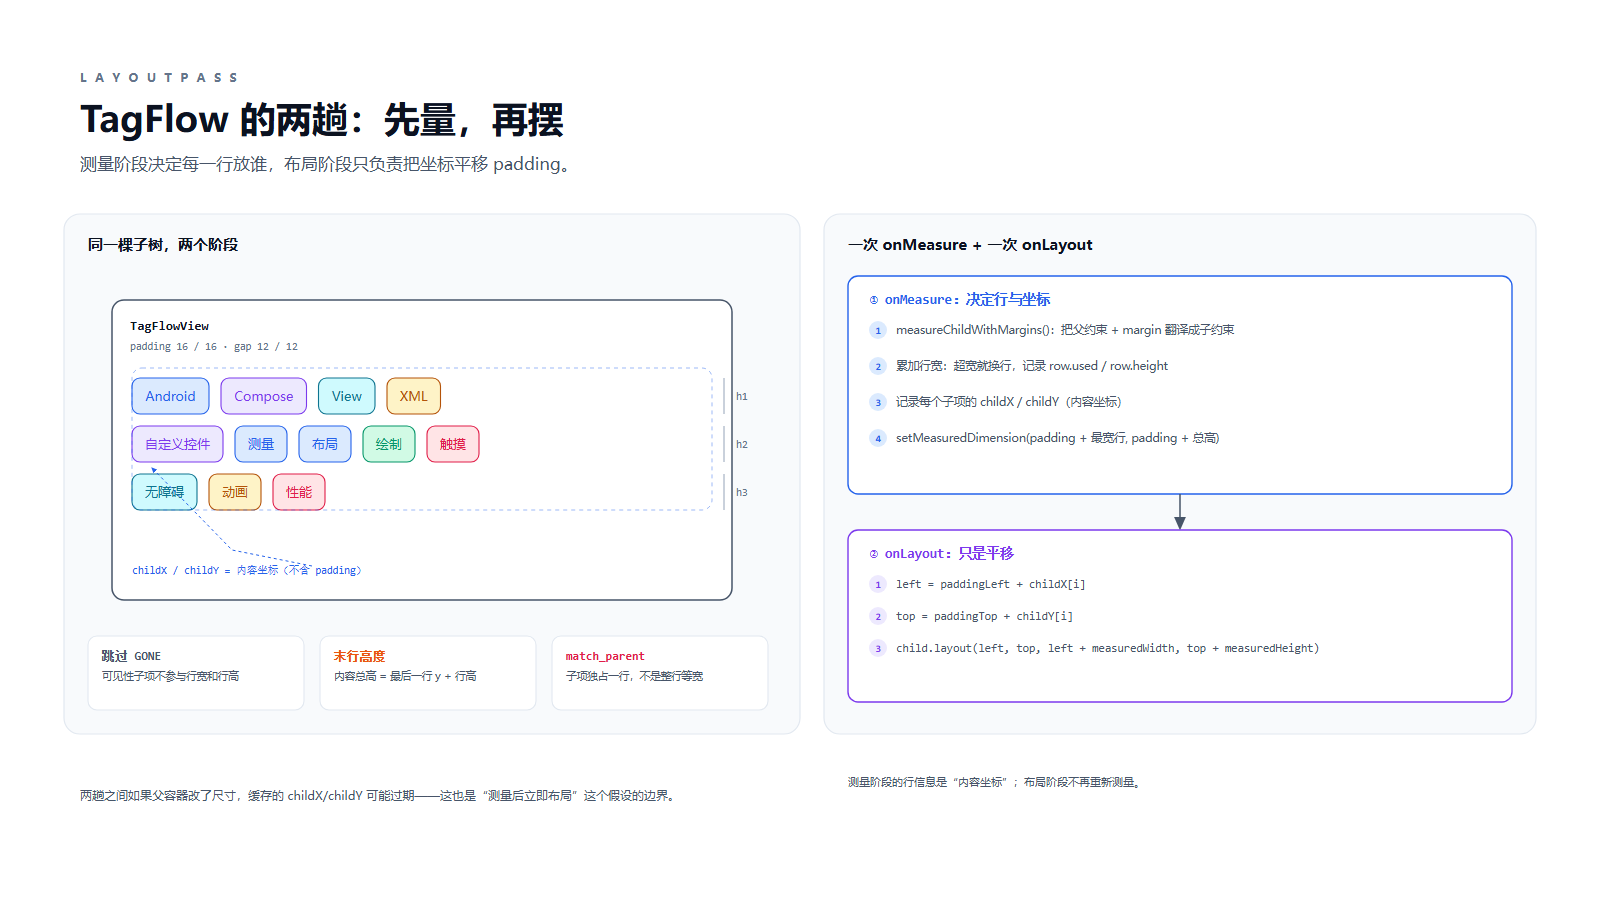 LAYOUTPASS
TagFlow 的两趟：先量，再摆
测量阶段决定每一行放谁，布局阶段只负责把坐标平移 padding。
同一棵子树，两个阶段
TagFlowView
padding 16 / 16 · gap 12 / 12
Android Compose View XML h1
自定义控件 测量 布局 绘制 触摸 h2
无障碍 动画 性能 h3
childX / childY = 内容坐标（不含 padding）
跳过 GONE
可见性子项不参与行宽和行高
末行高度
内容总高 = 最后一行 y + 行高
match_parent
子项独占一行，不是整行等宽
一次 onMeasure + 一次 onLayout
① onMeasure：决定行与坐标
1 measureChildWithMargins()：把父约束 + margin 翻译成子约束
2 累加行宽：超宽就换行，记录 row.used / row.height
3 记录每个子项的 childX / childY（内容坐标）
4 setMeasuredDimension(padding + 最宽行, padding + 总高)
② onLayout：只是平移
1 left = paddingLeft + childX[i]
2 top = paddingTop + childY[i]
3 child.layout(left, top, left + measuredWidth, top + measuredHeight)
两趟之间如果父容器改了尺寸，缓存的 childX/childY 可能过期——这也是“测量后立即布局”这个假设的边界。
测量阶段的行信息是“内容坐标”；布局阶段不再重新测量。